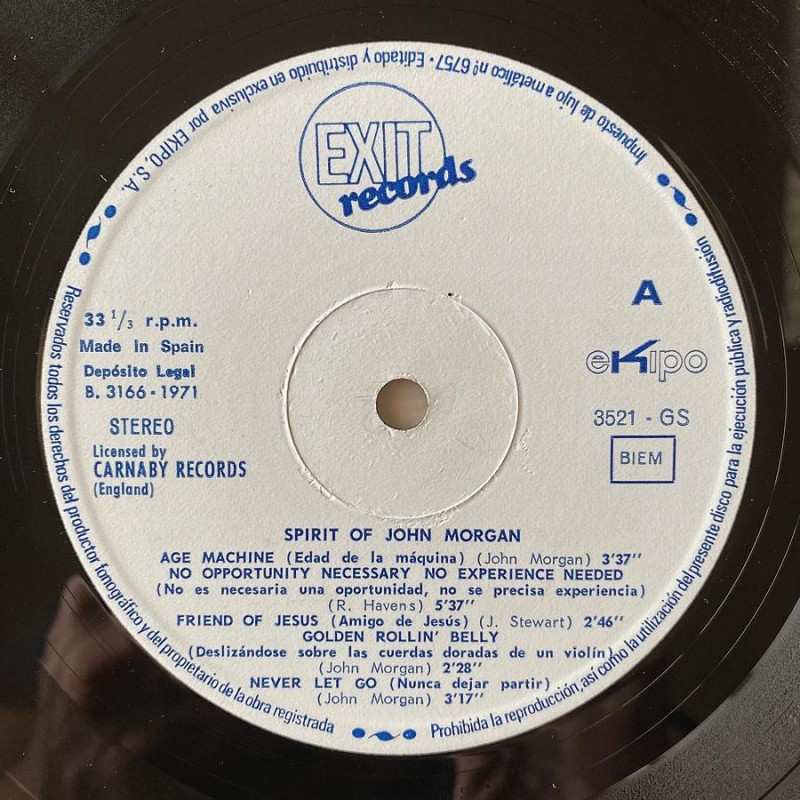 EXIT
records
A
33 1/3 r.p.m.
Made in Spain
Depósito Legal
B. 3166 - 1971
STEREO
Licensed by
CARNABY RECORDS
(England)
ekipo
3521 - GS
BIEM
SPIRIT OF JOHN MORGAN
AGE MACHINE (Edad de la máquina) (John Morgan) 3'37''
NO OPPORTUNITY NECESSARY NO EXPERIENCE NEEDED
(No es necesaria una oportunidad, no se precisa experiencia)
(R. Havens) 5'37''
FRIEND OF JESUS (Amigo de Jesús) (J. Stewart) 2'46''
GOLDEN ROLLIN' BELLY
(Deslizándose sobre las cuerdas doradas de un violín)
(John Morgan) 2'28''
NEVER LET GO (Nunca dejar partir)
(John Morgan) 3'17''
Reservados todos los derechos del productor fonográfico y del propietario de la obra registrada
Prohibida la reproducción, así como la utilización del presente disco para la ejecución pública y radiodifusión
Impuesto de lujo a metálico nº 6757 - Editado y distribuido en exclusiva por EKIPO, S.A.